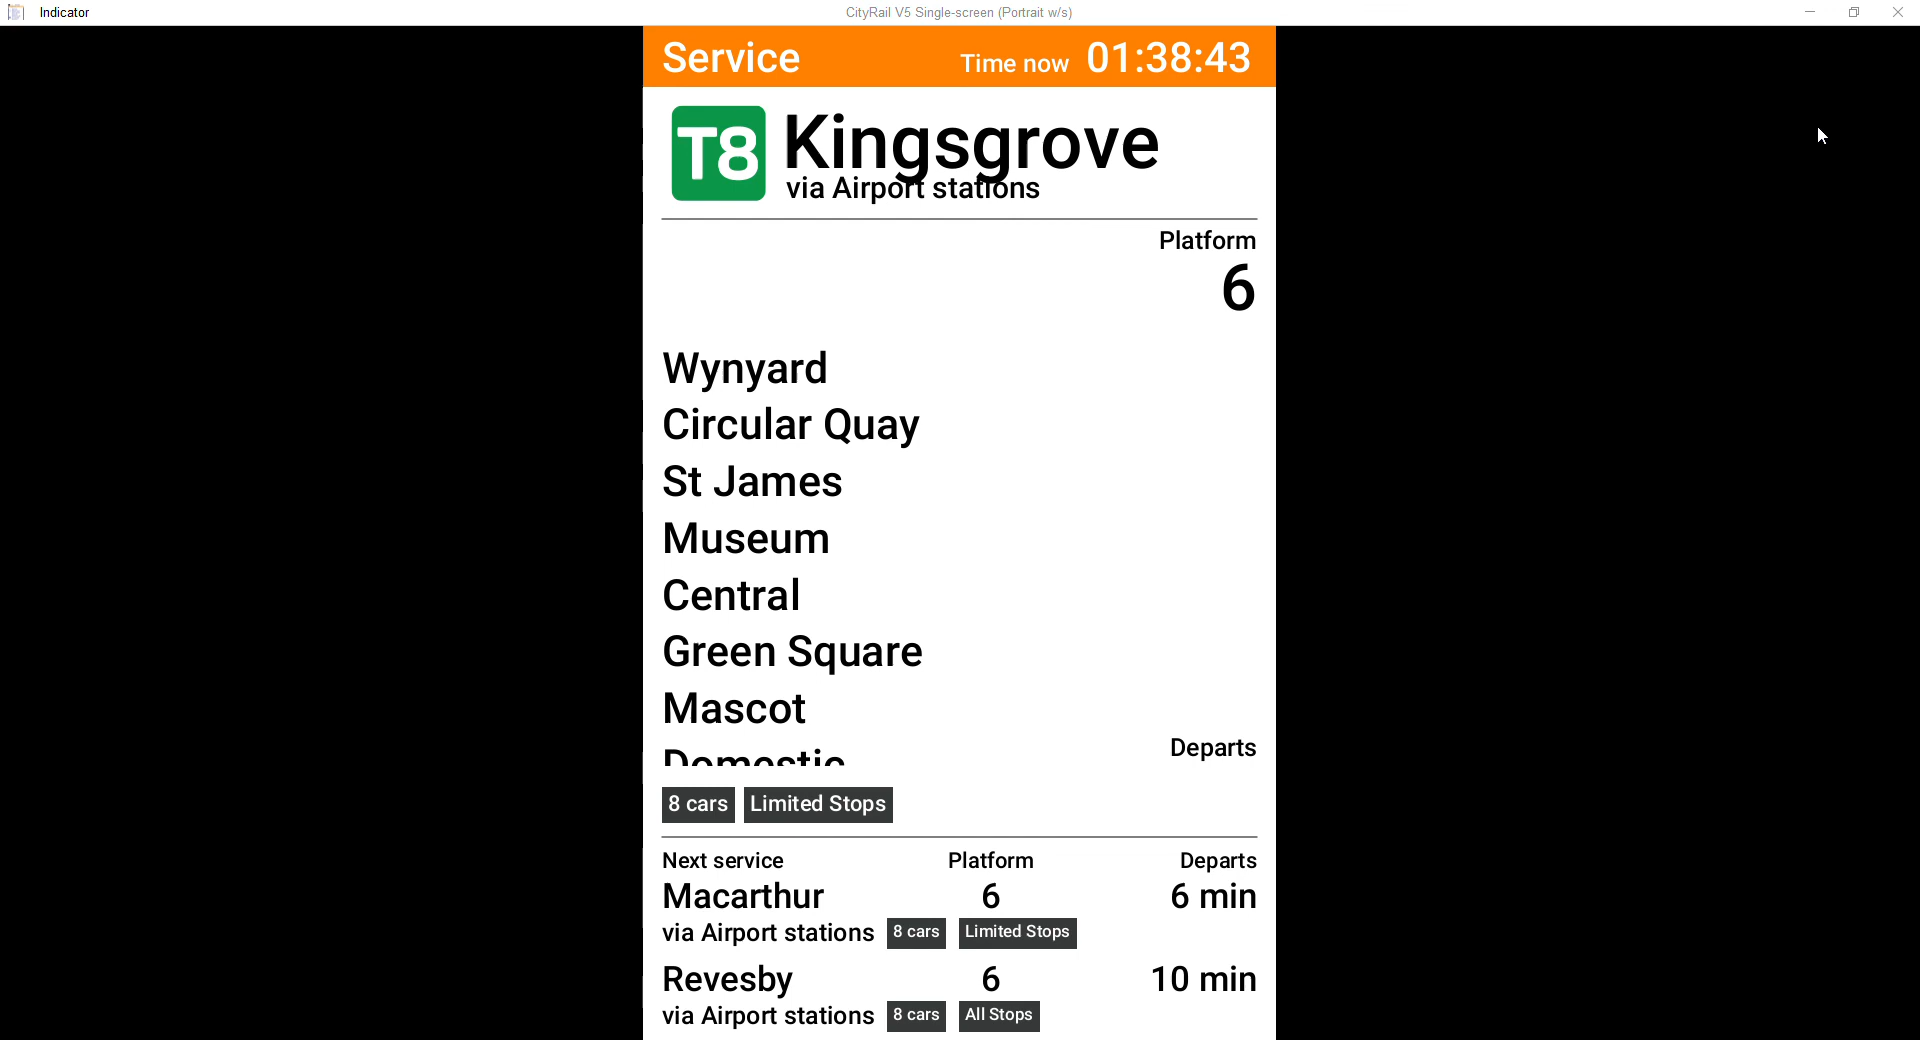 Indicator
CityRail V5 Single-screen (Portrait w/s)
Service
Time now 01:38:43
T8 Kingsgrove
via Airport stations
Platform
6
Wynyard
Circular Quay
St James
Museum
Central
Green Square
Mascot
Domestic
Departs
8 cars Limited Stops
Next service Platform Departs
Macarthur 6 6 min
via Airport stations 8 cars Limited Stops
Revesby 6 10 min
via Airport stations 8 cars All Stops